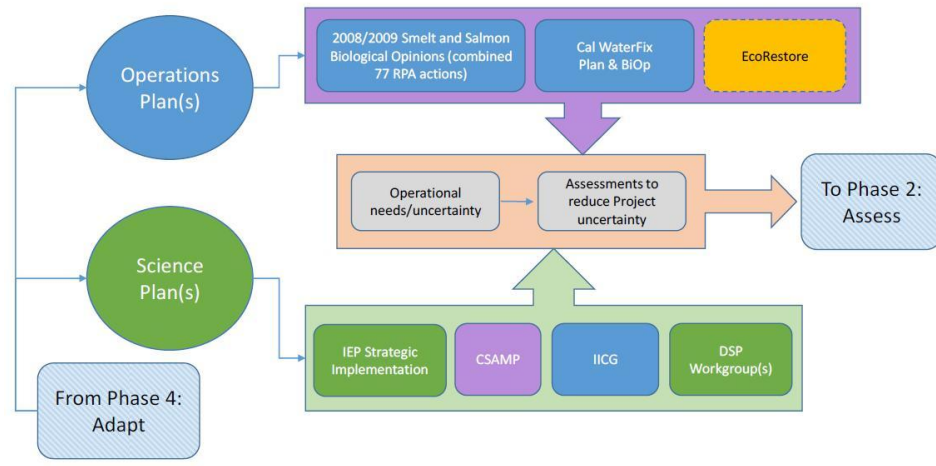 Operations
Plan(s)
2008/2009 Smelt and Salmon
Biological Opinions (combined
77 RPA actions)
Cal WaterFix
Plan & BiOp
EcoRestore
Operational
needs/uncertainty
Assessments to
reduce Project
uncertainty
To Phase 2:
Assess
Science
Plan(s)
IEP Strategic
Implementation
CSAMP
IICG
DSP
Workgroup(s)
From Phase 4:
Adapt